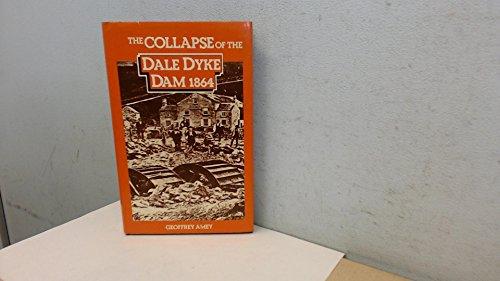 THE COLLAPSE OF THE
DALE DYKE
DAM 1864
GEOFFREY AMEY